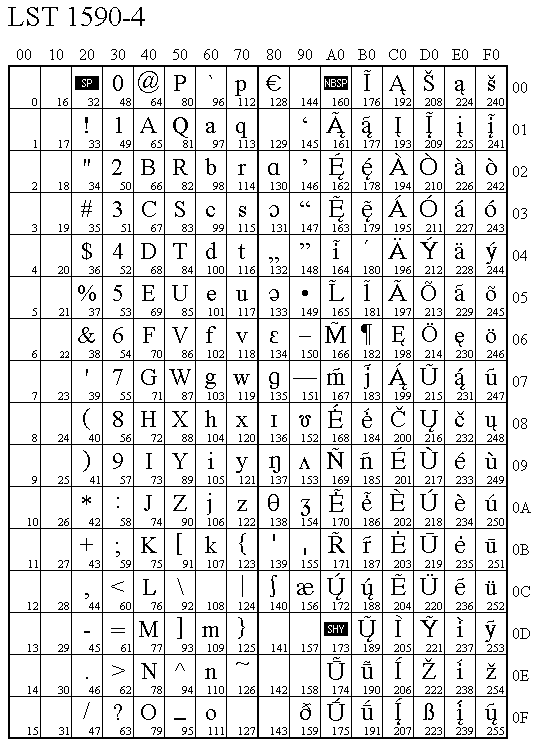 LST 1590-4
00 10 20 30 40 50 60 70 80 90 A0 B0 C0 D0 E0 F0
SP 0 @ P ` p € NBSP Ĩ Ą Š ą š 00
0 16 32 48 64 80 96 112 128 144 160 176 192 208 224 240
! 1 A Q a q ‘ Ą̃ ą̃ Į Į̃ į į̃ 01
1 17 33 49 65 81 97 113 129 145 161 177 193 209 225 241
" 2 B R b r ɑ ’ Ę́ ę́ À Ò à ò 02
2 18 34 50 66 82 98 114 130 146 162 178 194 210 226 242
# 3 C S c s ɔ “ Ę̃ ę̃ Á Ó á ó 03
3 19 35 51 67 83 99 115 131 147 163 179 195 211 227 243
$ 4 D T d t „ ” i̇́ ´ Ä Ý ä ý 04
4 20 36 52 68 84 100 116 132 148 164 180 196 212 228 244
% 5 E U e u ə • L̃ i̇̃ Ã Õ ã õ 05
5 21 37 53 69 85 101 117 133 149 165 181 197 213 229 245
& 6 F V f v ɛ – M̃ ¶ Ę Ö ę ö 06
6 22 38 54 70 86 102 118 134 150 166 182 198 214 230 246
' 7 G W g w ɡ — m̃ j̃ Ą́ Ũ ą́ ũ 07
7 23 39 55 71 87 103 119 135 151 167 183 199 215 231 247
( 8 H X h x ɪ ʊ Ė́ ė́ Č Ų č ų 08
8 24 40 56 72 88 104 120 136 152 168 184 200 216 232 248
) 9 I Y i y ŋ ʌ Ñ ñ É Ù é ù 09
9 25 41 57 73 89 105 121 137 153 169 185 201 217 233 249
* : J Z j z θ ʒ Ė̃ ė̃ È Ú è ú 0A
10 26 42 58 74 90 106 122 138 154 170 186 202 218 234 250
+ ; K [ k { ˈ ˌ R̃ r̃ Ė Ū ė ū 0B
11 27 43 59 75 91 107 123 139 155 171 187 203 219 235 251
, < L \ l | ʃ æ Ų́ ų́ Ẽ Ü ẽ ü 0C
12 28 44 60 76 92 108 124 140 156 172 188 204 220 236 252
- = M ] m } SHY Ų̃ Ì Ỹ ì ỹ 0D
13 29 45 61 77 93 109 125 141 157 173 189 205 221 237 253
. > N ^ n ~ Ū̃ ū̃ Í Ž í ž 0E
14 30 46 62 78 94 110 126 142 158 174 190 206 222 238 254
/ ? O _ o ð Ū́ ū́ Į́ ß į́ ų̃ 0F
15 31 47 63 79 95 111 127 143 159 175 191 207 223 239 255